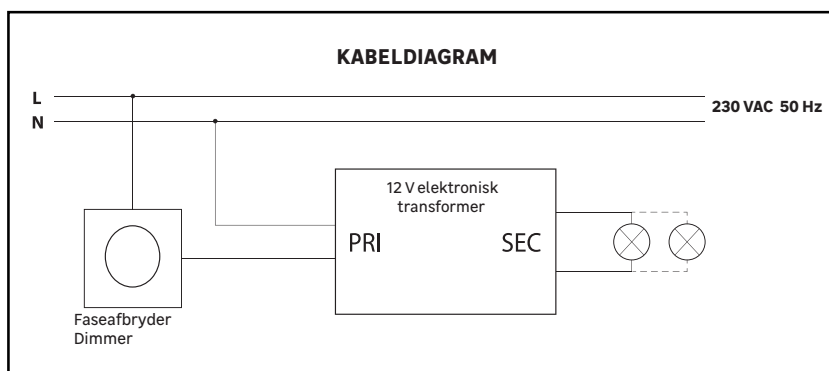 KABELDIAGRAM
L
230 VAC 50 Hz
N
12 V elektronisk
transformer
PRI
SEC
Faseafbryder
Dimmer